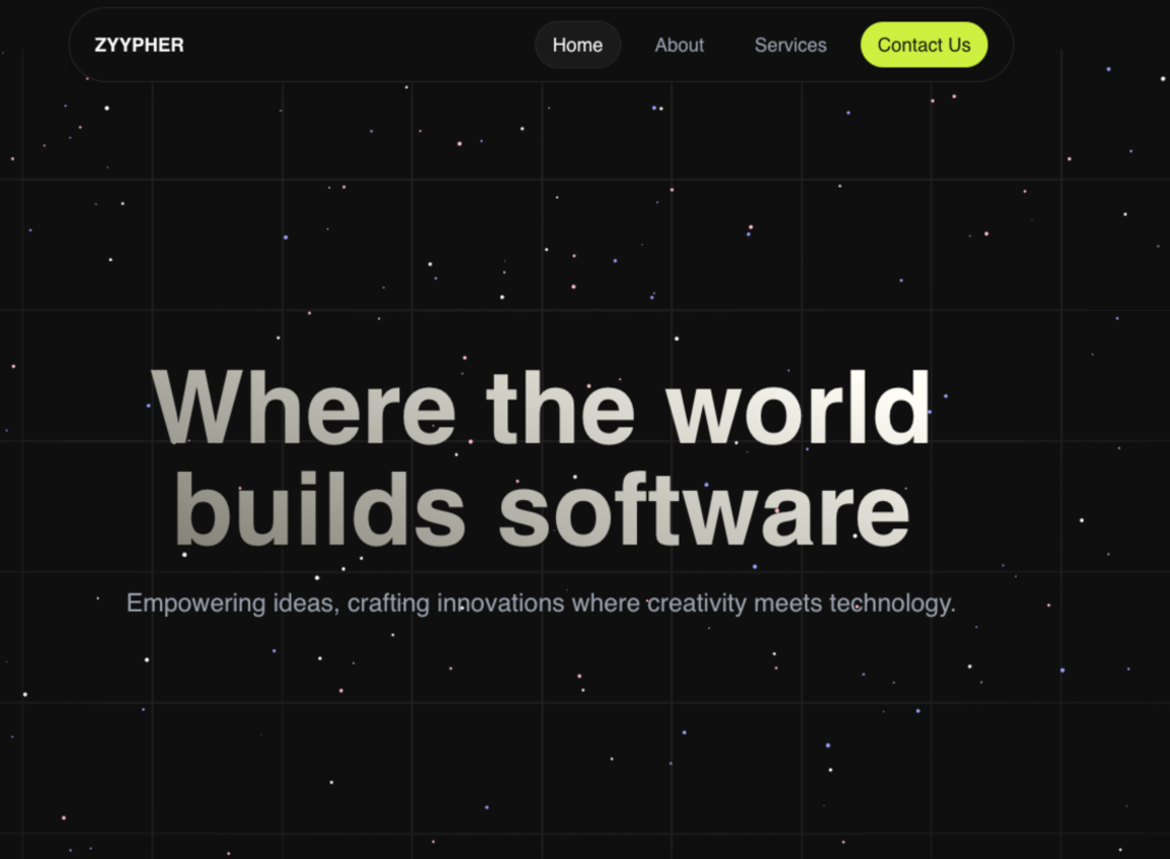 ZYYPHER
Home
About
Services
Contact Us
Where the world
builds software
Empowering ideas, crafting innovations where creativity meets technology.